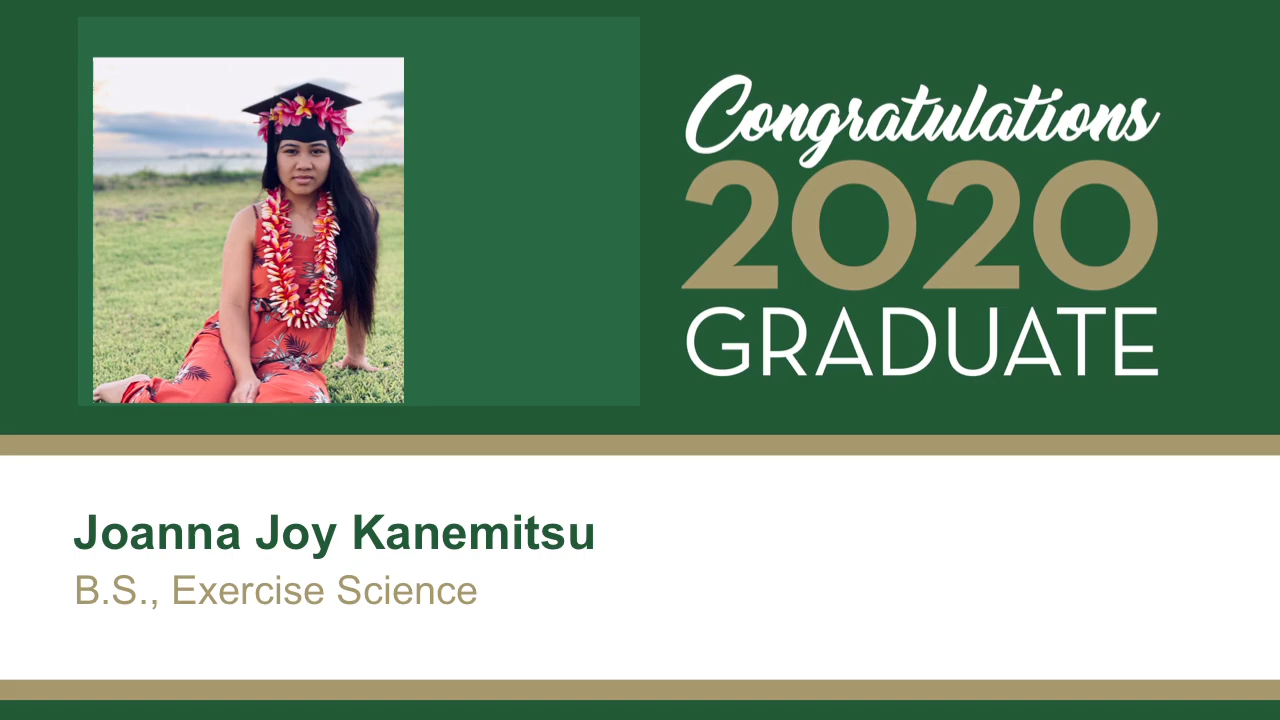 Congratulations
2020
GRADUATE
Joanna Joy Kanemitsu
B.S., Exercise Science